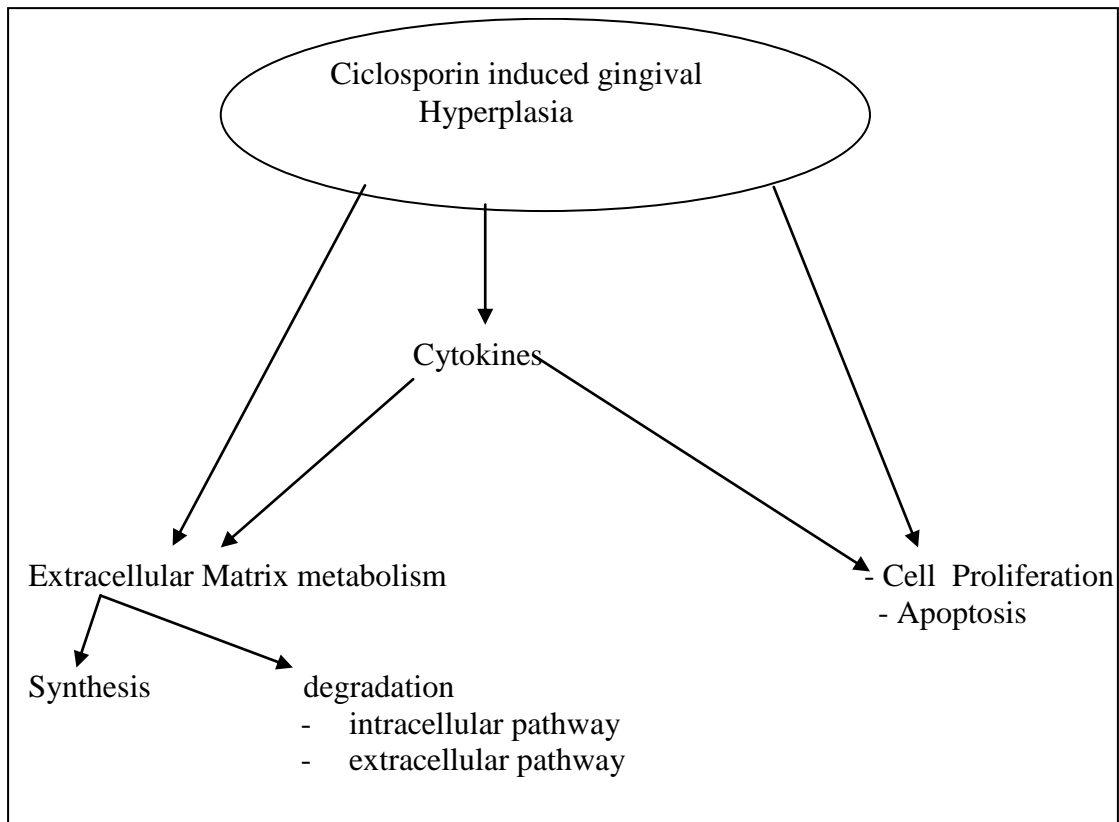 Ciclosporin induced gingival
Hyperplasia
Cytokines
Extracellular Matrix metabolism
- Cell Proliferation
- Apoptosis
Synthesis
degradation
- intracellular pathway
- extracellular pathway